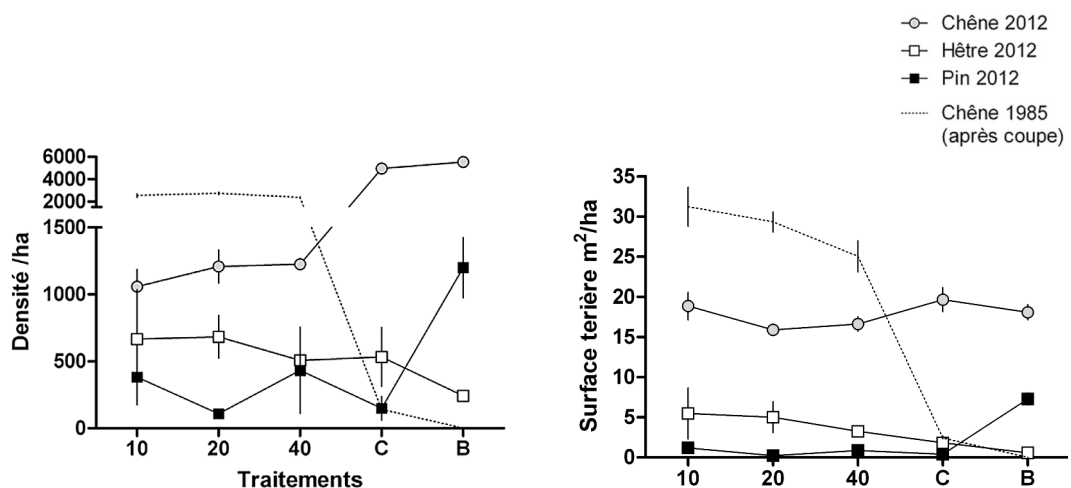 Chêne 2012
Hêtre 2012
Pin 2012
Chêne 1985
(après coupe)
Densité /ha
6000
4000
2000
1500
1000
500
0
10 20 40 C B
Traitements
Surface terière m²/ha
35
30
25
20
15
10
5
0
10 20 40 C B